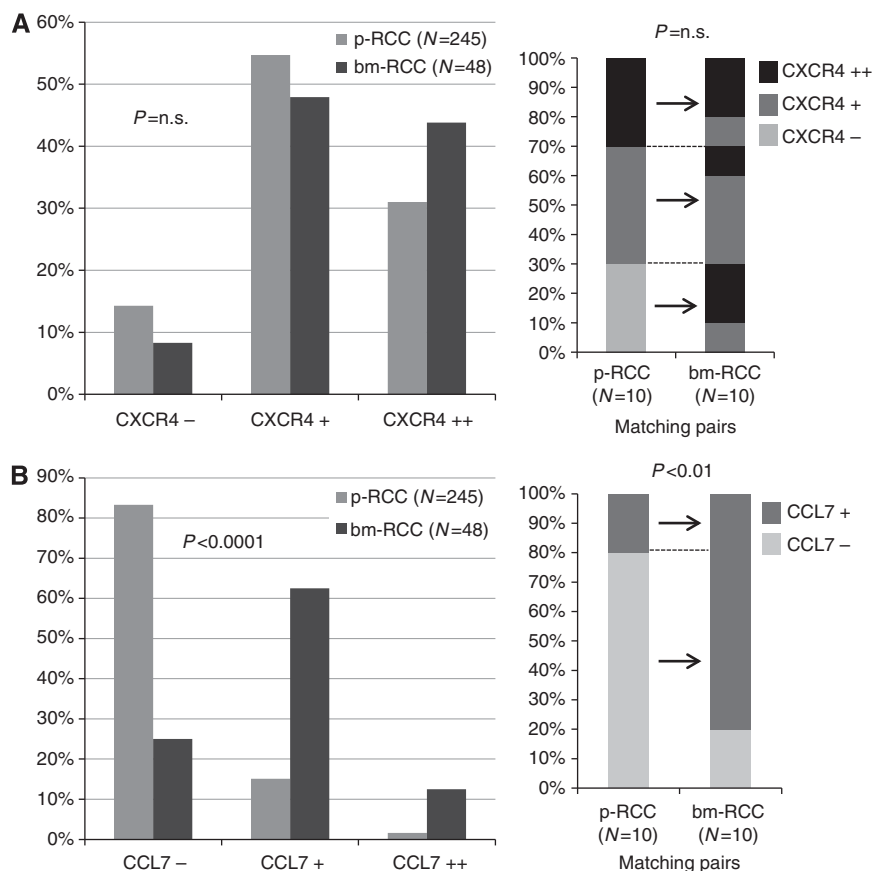 A
60%
50%
40%
30%
20%
10%
0%
p-RCC (N=245)
bm-RCC (N=48)
P=n.s.
CXCR4 –
CXCR4 +
CXCR4 ++
P=n.s.
100%
90%
80%
70%
60%
50%
40%
30%
20%
10%
0%
CXCR4 ++
CXCR4 +
CXCR4 –
p-RCC
(N=10)
bm-RCC
(N=10)
Matching pairs
B
90%
80%
70%
60%
50%
40%
30%
20%
10%
0%
p-RCC (N=245)
bm-RCC (N=48)
P<0.0001
CCL7 –
CCL7 +
CCL7 ++
P<0.01
100%
90%
80%
70%
60%
50%
40%
30%
20%
10%
0%
CCL7 +
CCL7 –
p-RCC
(N=10)
bm-RCC
(N=10)
Matching pairs